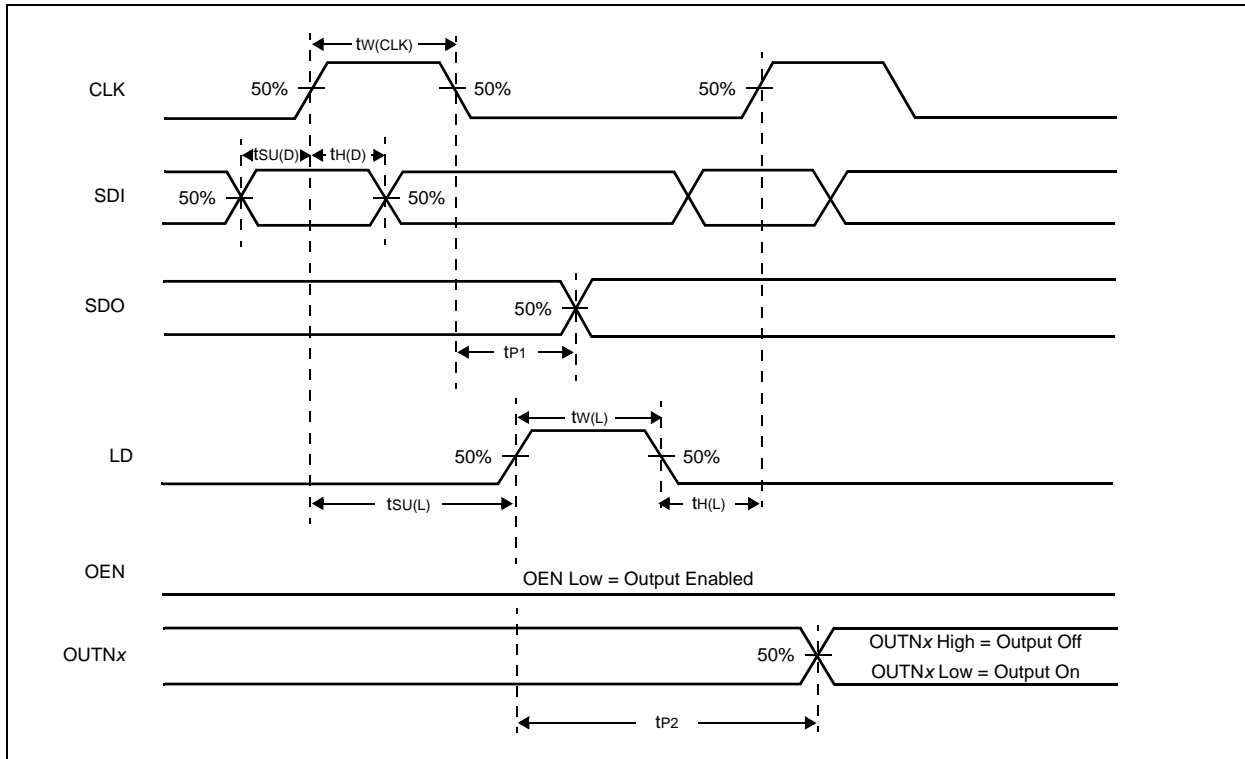 tW(CLK)
CLK
50%
50%
50%
tSU(D)
tH(D)
SDI
50%
50%
SDO
50%
tP1
tW(L)
LD
50%
50%
tSU(L)
tH(L)
OEN
OEN Low = Output Enabled
OUTNx
50%
OUTNx High = Output Off
OUTNx Low = Output On
tP2